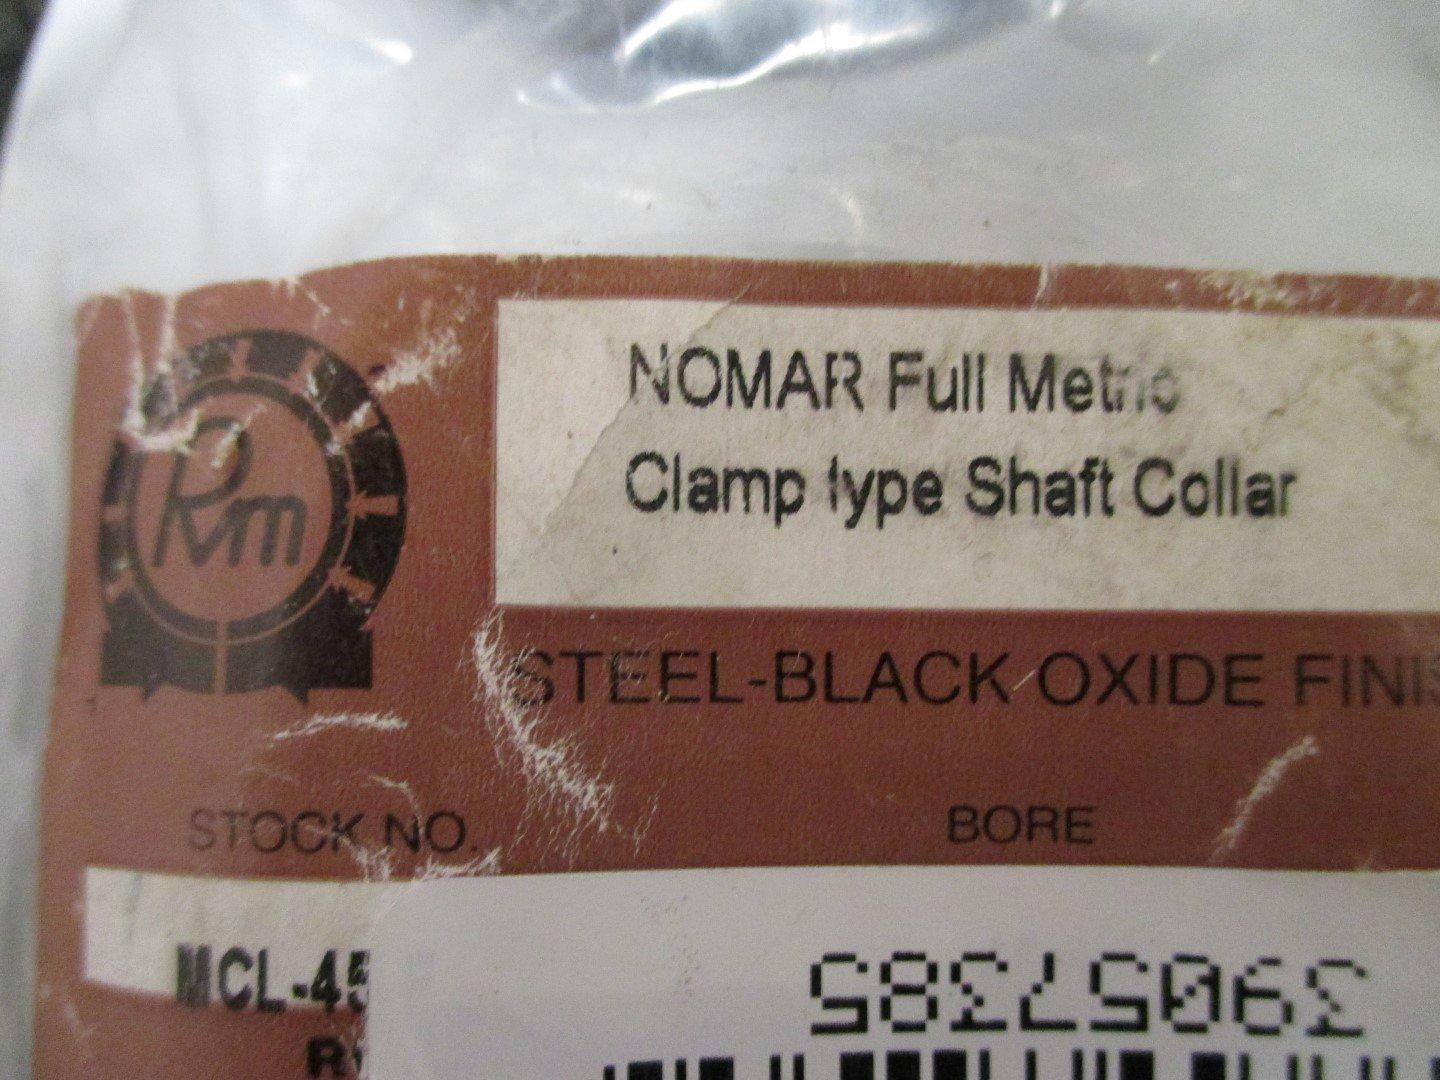 Rm
NOMAR Full Metric
Clamp type Shaft Collar
STEEL-BLACK OXIDE FINIS
STOCK NO.
BORE
MCL-45
39057385